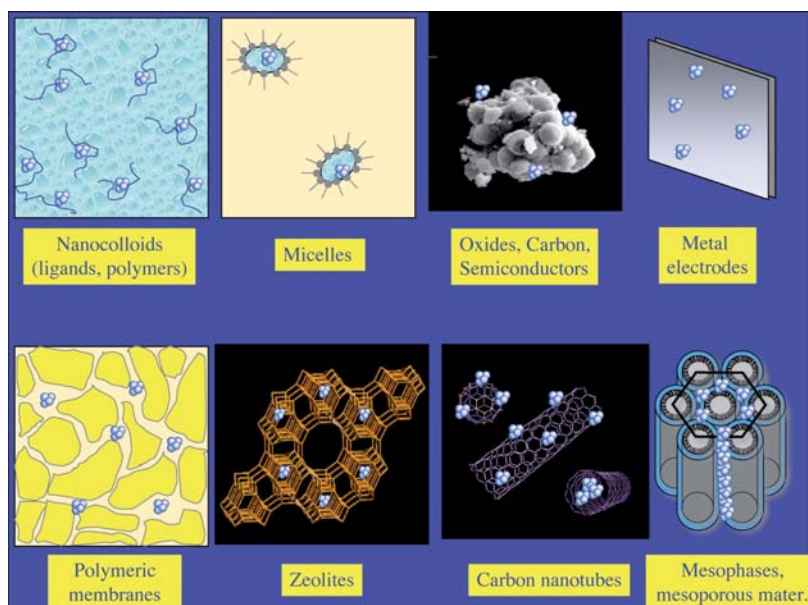 Nanocolloids
(ligands, polymers)
Micelles
Oxides, Carbon,
Semiconductors
Metal
electrodes
Polymeric
membranes
Zeolites
Carbon nanotubes
Mesophases,
mesoporous mater.